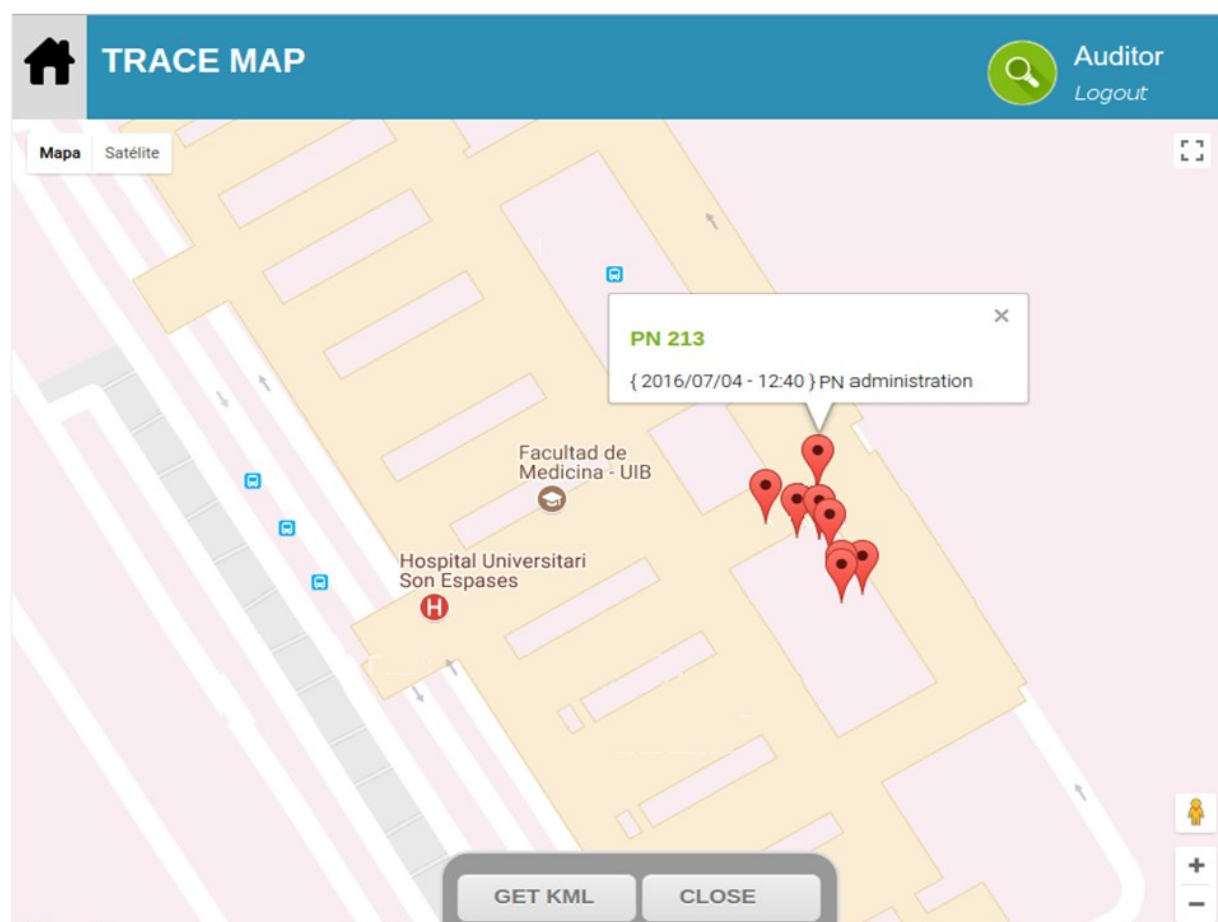 TRACE MAP
Auditor
Logout
Mapa
Satélite
PN 213
{ 2016/07/04 - 12:40 } PN administration
Facultad de
Medicina - UIB
Hospital Universitari
Son Espases
H
GET KML
CLOSE